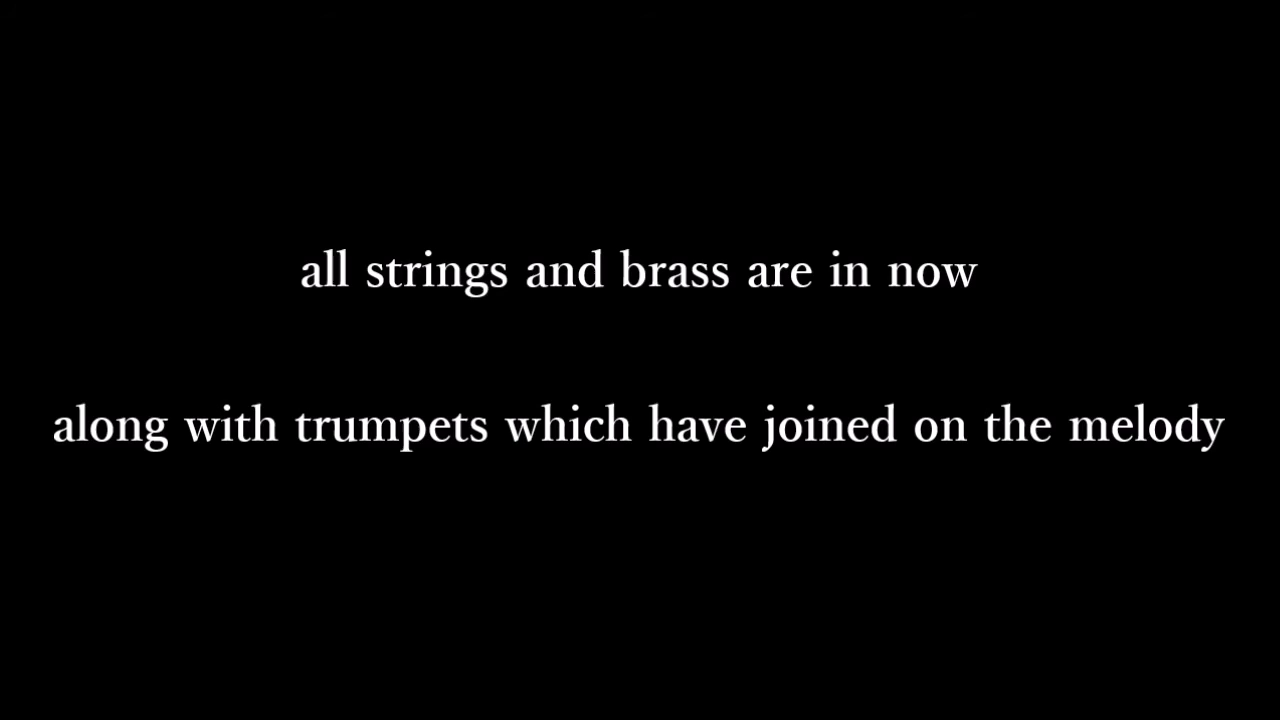 all strings and brass are in now
along with trumpets which have joined on the melody